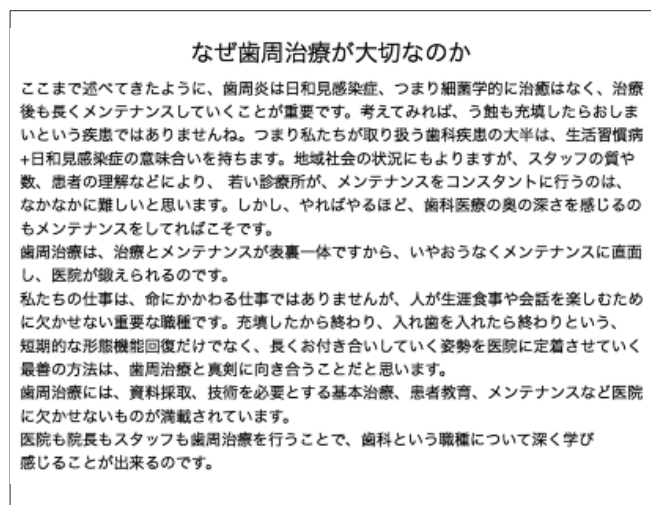 なぜ歯周治療が大切なのか
ここまで述べてきたように、歯周炎は日和見感染症、つまり細菌学的に治癒はなく、治療
後も長くメンテナンスしていくことが重要です。考えてみれば、う蝕も充填したらおしま
いという疾患ではありませんね。つまり私たちが取り扱う歯科疾患の大半は、生活習慣病
+日和見感染症の意味合いを持ちます。地域社会の状況にもよりますが、スタッフの質や
数、患者の理解などにより、 若い診療所が、メンテナンスをコンスタントに行うのは、
なかなかに難しいと思います。しかし、やればやるほど、歯科医療の奥の深さを感じるの
もメンテナンスをしてればこそです。
歯周治療は、治療とメンテナンスが表裏一体ですから、いやおうなくメンテナンスに直面
し、医院が鍛えられるのです。
私たちの仕事は、命にかかわる仕事ではありませんが、人が生涯食事や会話を楽しむため
に欠かせない重要な職種です。充填したから終わり、入れ歯を入れたら終わりという、
短期的な形態機能回復だけでなく、長くお付き合いしていく姿勢を医院に定着させていく
最善の方法は、歯周治療と真剣に向き合うことだと思います。
歯周治療には、資料採取、技術を必要とする基本治療、患者教育、メンテナンスなど医院
に欠かせないものが満載されています。
医院も院長もスタッフも歯周治療を行うことで、歯科という職種について深く学び
感じることが出来るのです。